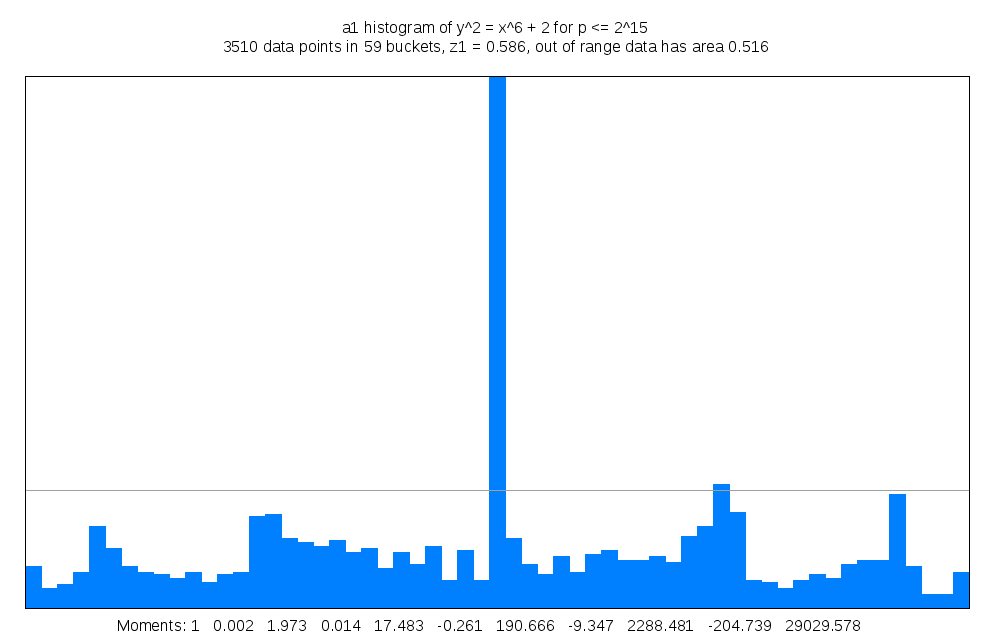 a1 histogram of y^2 = x^6 + 2 for p <= 2^15
3510 data points in 59 buckets, z1 = 0.586, out of range data has area 0.516
Moments: 1 0.002 1.973 0.014 17.483 -0.261 190.666 -9.347 2288.481 -204.739 29029.578